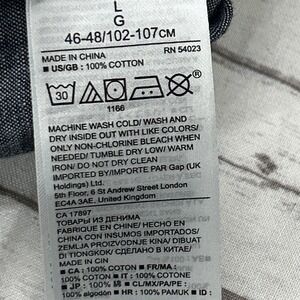 L
G
46-48/102-107CM
MADE IN CHINA RN 54023
■ US/GB : 100% COTTON
30
1166
MACHINE WASH COLD/ WASH AND
DRY INSIDE OUT WITH LIKE COLORS/
ONLY NON-CHLORINE BLEACH WHEN
NEEDED/ TUMBLE DRY LOW/ WARM
IRON/ DO NOT DRY CLEAN
IMPORTED BY/IMPORTE PAR Gap (UK
Holdings) Ltd.
5th Floor, 6 St Andrew Street London
EC4A 3AE. United Kingdom
CA 17897
ТОВАРЫ ИЗ ДЕНИМА
FABRIQUE EN CHINE/ HECHO EN
CHINA CON INSUMOS IMPORTADOS/
ZEMLJA PROIZVODNJE KINA/ DIBUAT
DI TIONGKOK/ СДЕЛАНО В КИТАЕ/
MADE IN CIN
■ CA : 100% COTTON ■ FR/MA :
100% COTON ■ IT : 100% COTONE
■ JP : 100% 綿 ■ CL/MX/PA/PE :
100% algodón ■ HR : 100% PAMUK ■ ID :